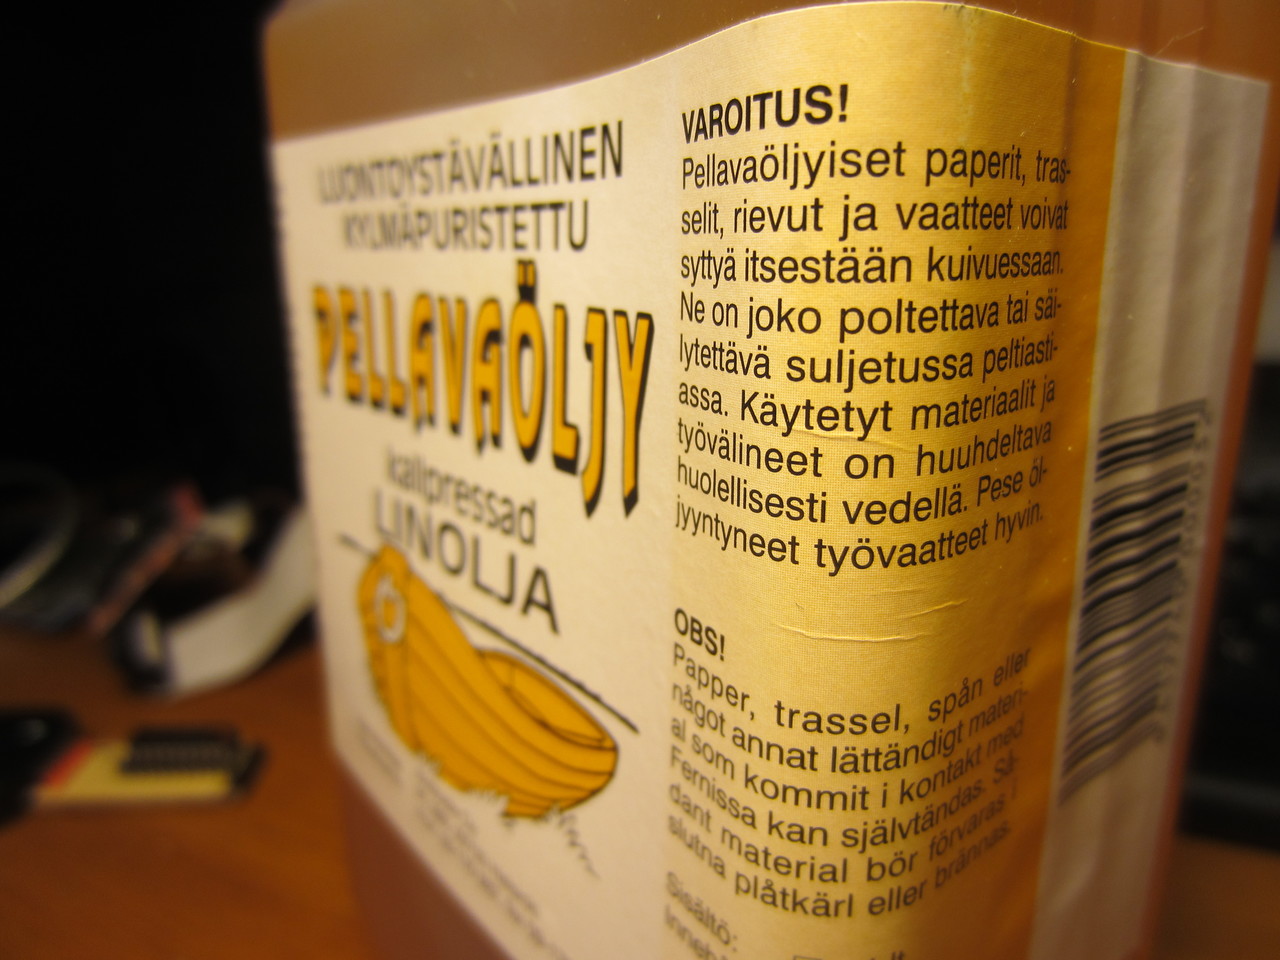 LUONTOYSTÄVÄLLINEN
KYLMÄPURISTETTU
PELLAVAÖLJY
kallpressad
LINOLJA
VAROITUS!
Pellavaöljyiset paperit, tras-
selit, rievut ja vaatteet voivat
syttyä itsestään kuivuessaan.
Ne on joko poltettava tai säi-
lytettävä suljetussa peltiasti-
assa. Käytetyt materiaalit ja
työvälineet on huuhdeltava
huolellisesti vedellä. Pese öl-
jyyntyneet työvaatteet hyvin.
OBS!
Papper, trassel, spån eller
något annat lättändigt materi-
al som kommit i kontakt med
Fernissa kan självtändas. Så-
dant material bör förvaras i
slutna plåtkärl eller brännas.
Sisältö: